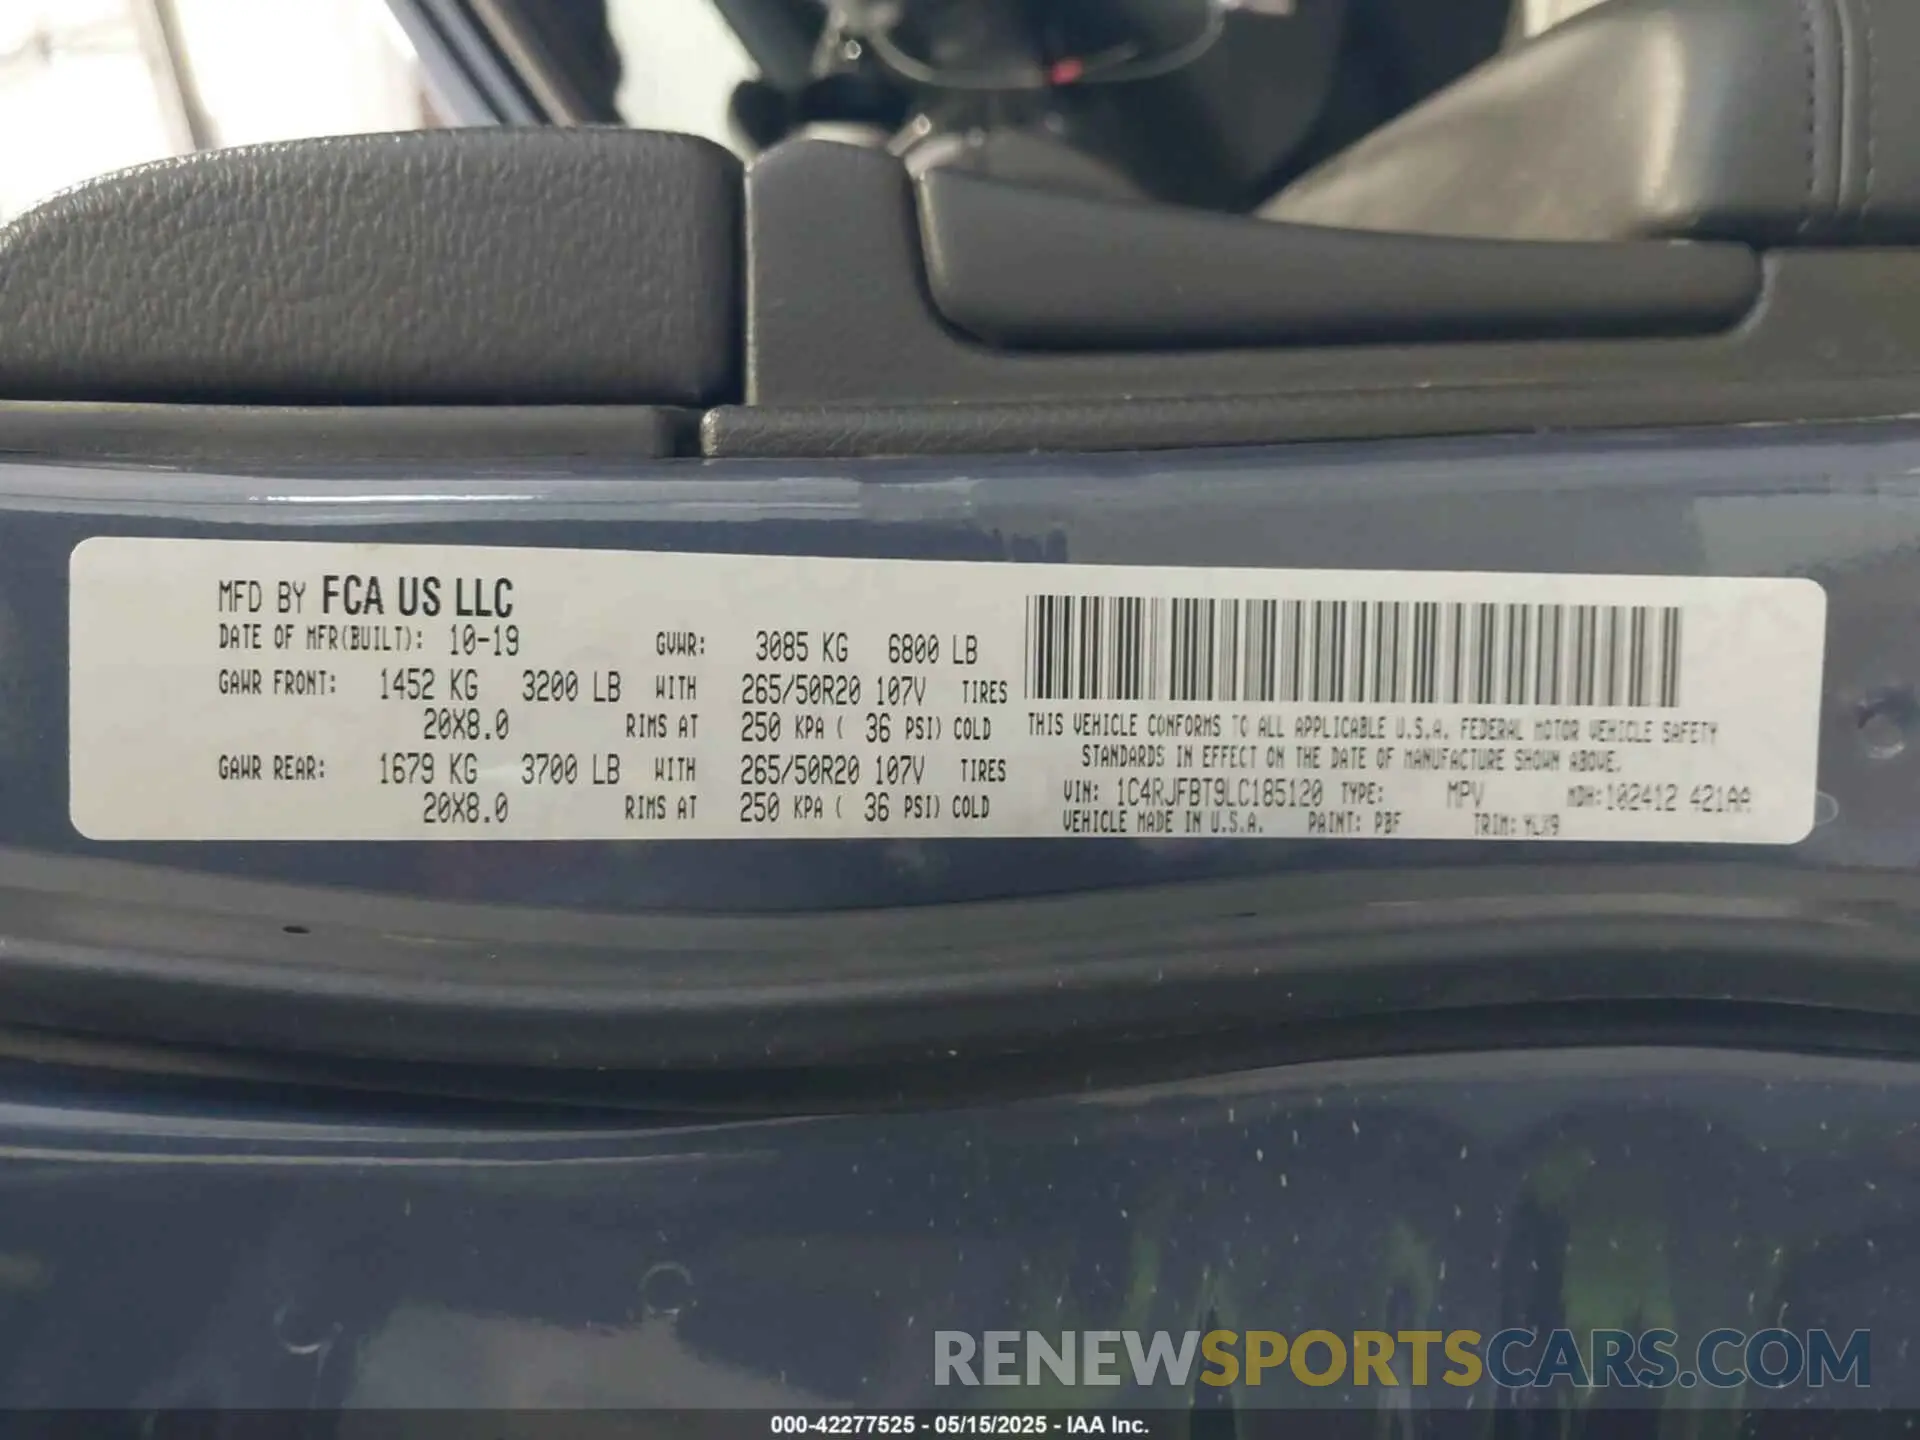 MFD BY FCA US LLC
DATE OF MFR(BUILT): 10-19 GVWR: 3085 KG 6800 LB
GAWR FRONT: 1452 KG 3200 LB WITH 265/50R20 107V TIRES
20X8.0 RIMS AT 250 KPA ( 36 PSI) COLD
GAWR REAR: 1679 KG 3700 LB WITH 265/50R20 107V TIRES
20X8.0 RIMS AT 250 KPA ( 36 PSI) COLD
THIS VEHICLE CONFORMS TO ALL APPLICABLE U.S.A. FEDERAL MOTOR VEHICLE SAFETY
STANDARDS IN EFFECT ON THE DATE OF MANUFACTURE SHOWN ABOVE.
VIN: 1C4RJFBT9LC185120 TYPE: MPV MDH:102412 421AA
VEHICLE MADE IN U.S.A. PAINT: PBF TRIM:
RENEWSPORTSCARS.COM
000-42277525 - 05/15/2025 - IAA Inc.